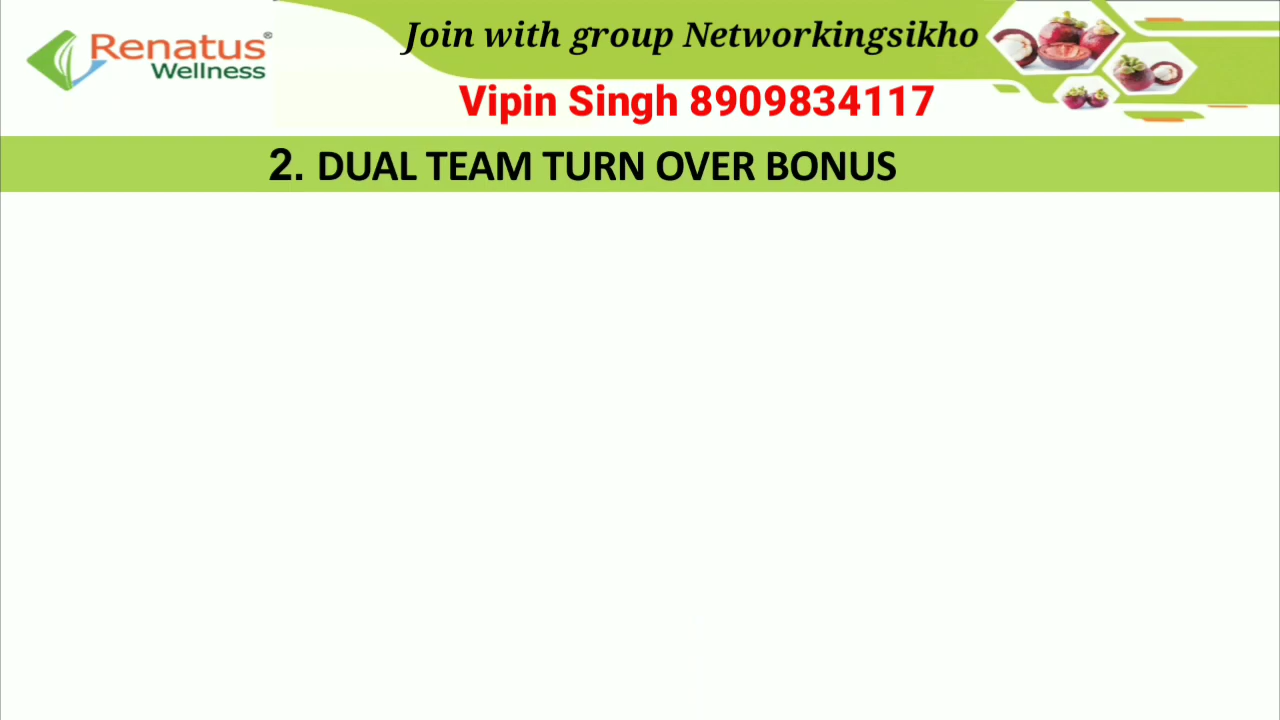 Renatus®
Wellness
Join with group Networkingsikho
Vipin Singh 8909834117
2. DUAL TEAM TURN OVER BONUS